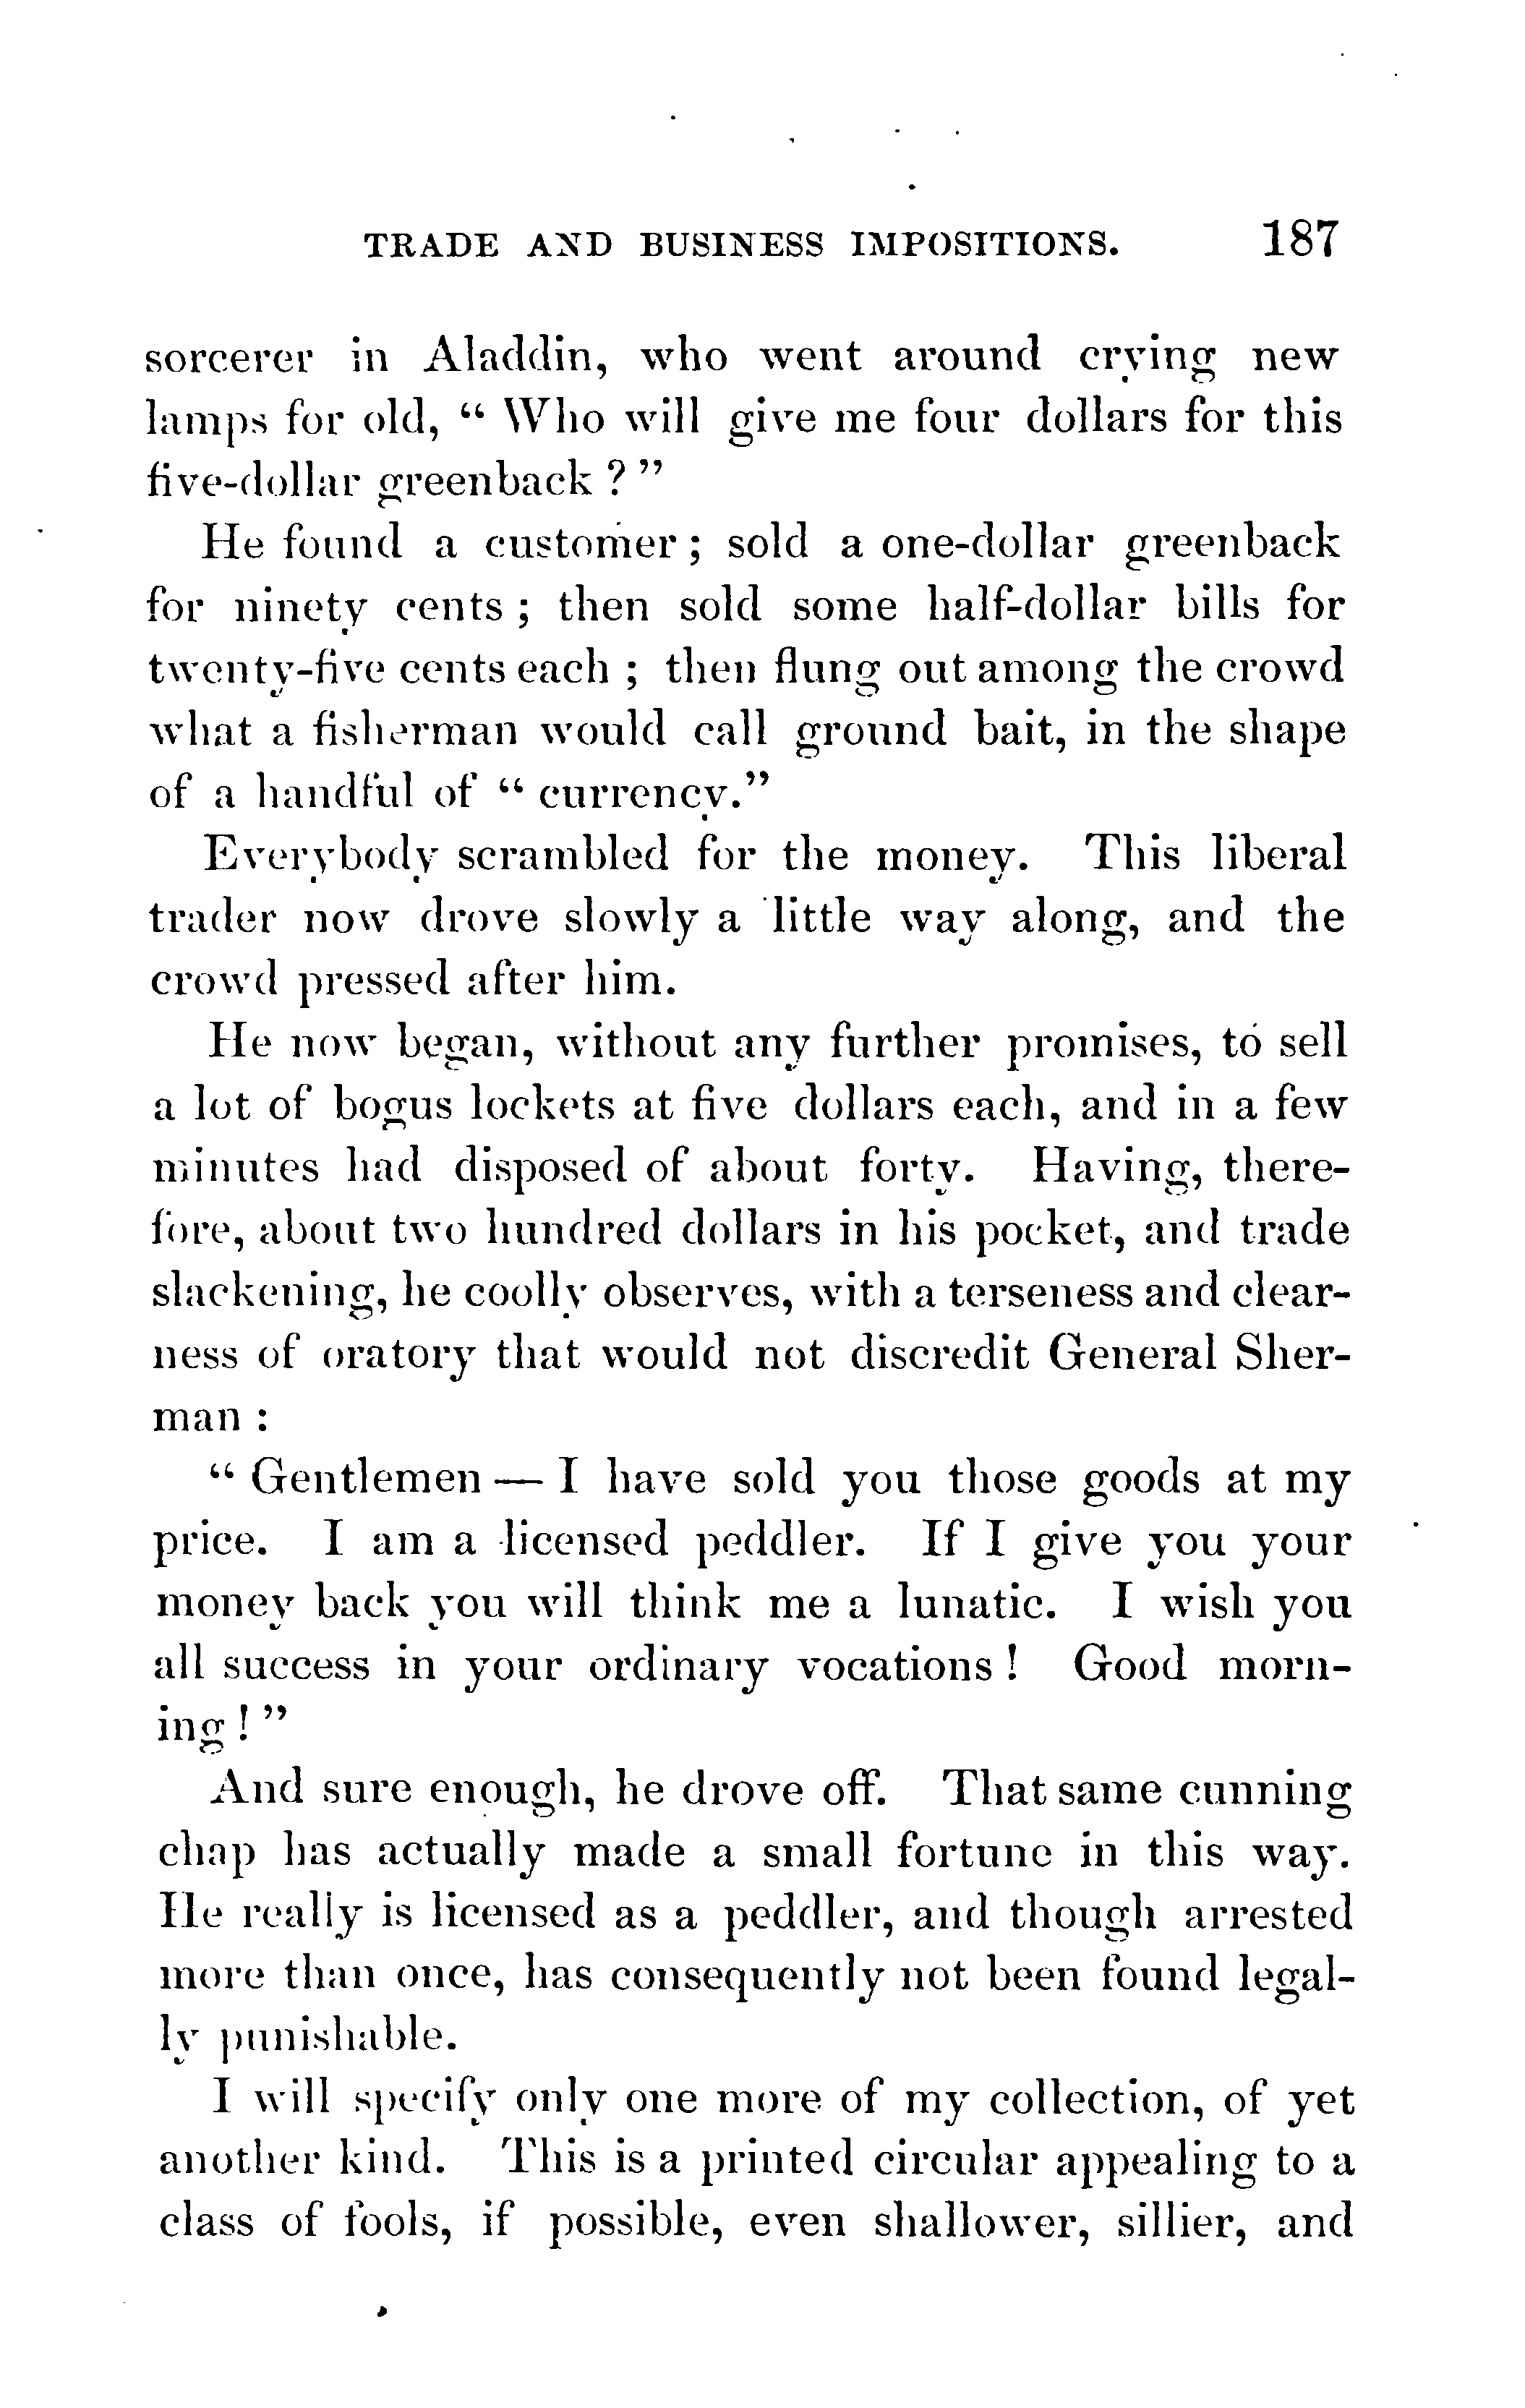 TRADE AND BUSINESS IMPOSITIONS. 187
sorcerer in Aladdin, who went around crying new
lamps for old, “ Who will give me four dollars for this
five-dollar greenback ? ”
He found a customer ; sold a one-dollar greenback
for ninety cents ; then sold some half-dollar bills for
twenty-five cents each ; then flung out among the crowd
what a fisherman would call ground bait, in the shape
of a handful of “ currency.”
Everybody scrambled for the money. This liberal
trader now drove slowly a little way along, and the
crowd pressed after him.
He now began, without any further promises, to sell
a lot of bogus lockets at five dollars each, and in a few
minutes had disposed of about forty. Having, there-
fore, about two hundred dollars in his pocket, and trade
slackening, he coolly observes, with a terseness and clear-
ness of oratory that would not discredit General Sher-
man :
“ Gentlemen — I have sold you those goods at my
price. I am a licensed peddler. If I give you your
money back you will think me a lunatic. I wish you
all success in your ordinary vocations ! Good morn-
ing ! ”
And sure enough, he drove off. That same cunning
chap has actually made a small fortune in this way.
He really is licensed as a peddler, and though arrested
more than once, has consequently not been found legal-
ly punishable.
I will specify only one more of my collection, of yet
another kind. This is a printed circular appealing to a
class of fools, if possible, even shallower, sillier, and